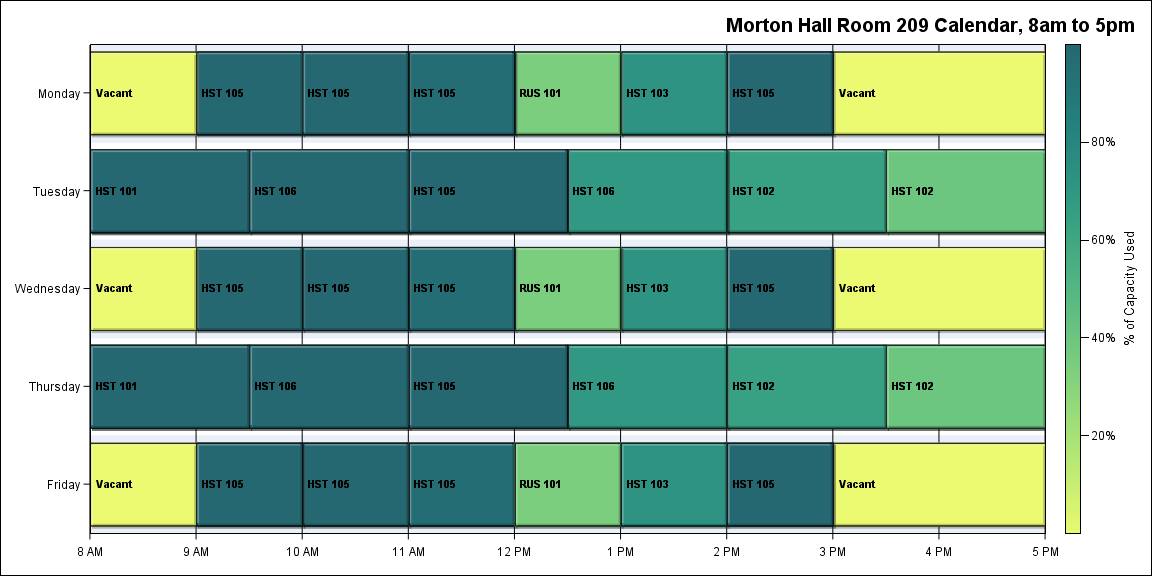 Morton Hall Room 209 Calendar, 8am to 5pm
Monday
Vacant
HST 105
HST 105
HST 105
RUS 101
HST 103
HST 105
Vacant
Tuesday
HST 101
HST 106
HST 105
HST 106
HST 102
HST 102
Wednesday
Vacant
HST 105
HST 105
HST 105
RUS 101
HST 103
HST 105
Vacant
Thursday
HST 101
HST 106
HST 105
HST 106
HST 102
HST 102
Friday
Vacant
HST 105
HST 105
HST 105
RUS 101
HST 103
HST 105
Vacant
8 AM
9 AM
10 AM
11 AM
12 PM
1 PM
2 PM
3 PM
4 PM
5 PM
80%
60%
40%
20%
% of Capacity Used